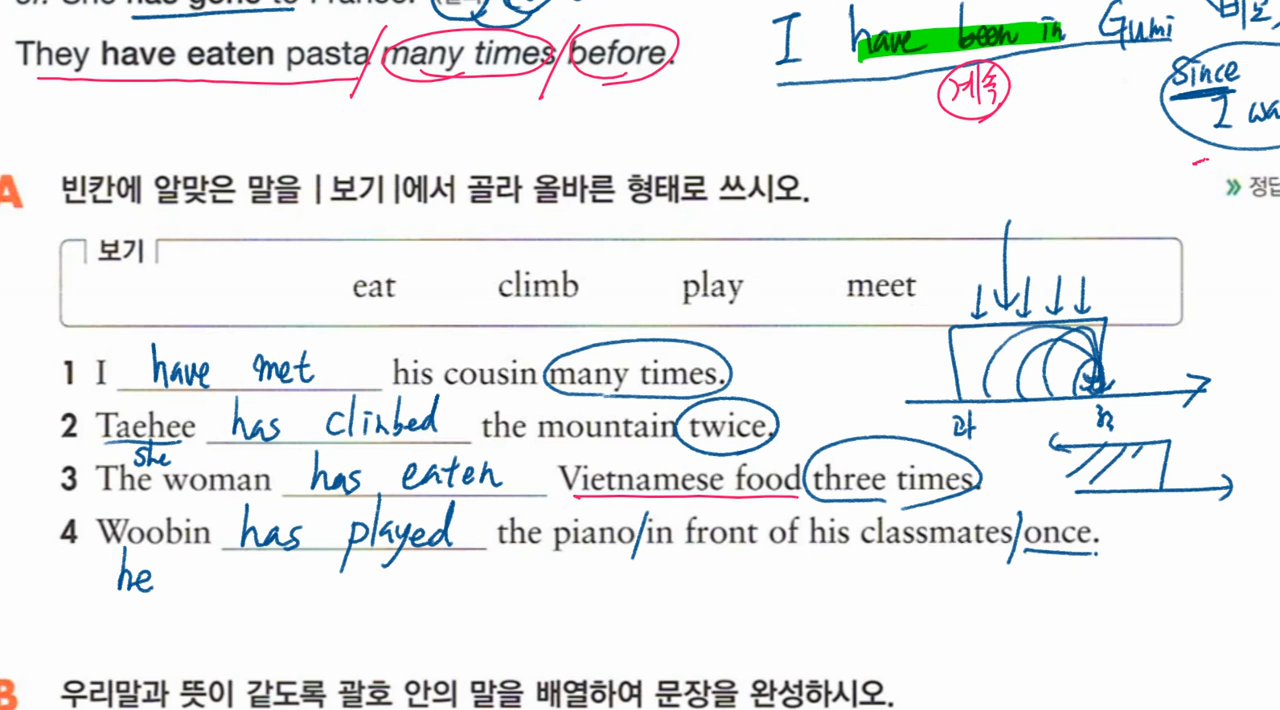 They have eaten pasta / many times / before.
I have been in Gumi
계속
Since
I wa
A 빈칸에 알맞은 말을 |보기|에서 골라 올바른 형태로 쓰시오.
» 정답
보기
eat climb play meet
1 I have met his cousin many times.
2 Taehee has climbed the mountain twice.
she
3 The woman has eaten Vietnamese food three times.
4 Woobin has played the piano / in front of his classmates / once.
he
과 현
B 우리말과 뜻이 같도록 괄호 안의 말을 배열하여 문장을 완성하시오.